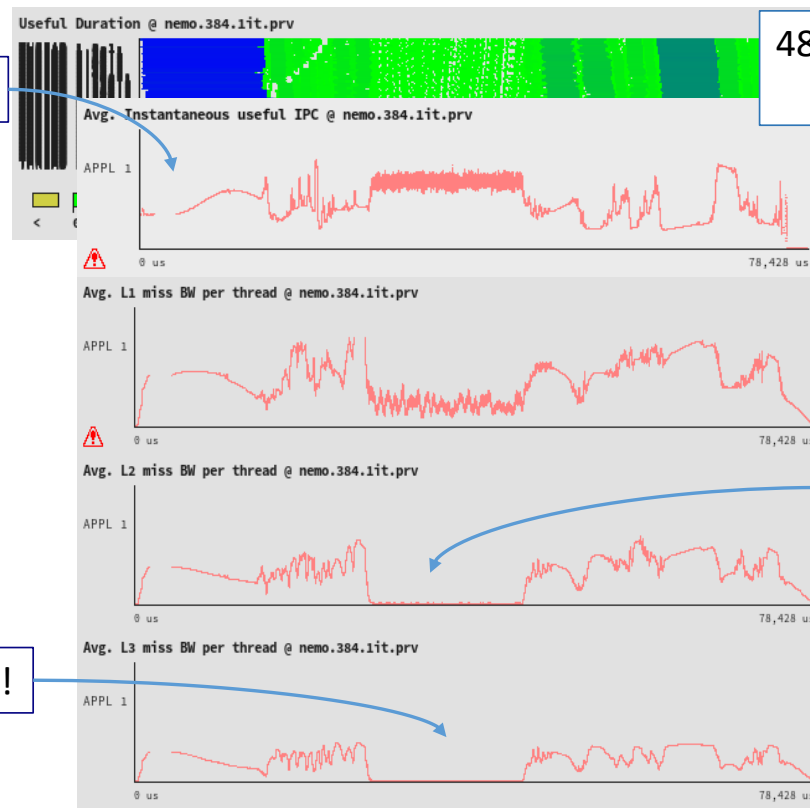 Useful Duration @ nemo.384.1it.prv
48
Avg. Instantaneous useful IPC @ nemo.384.1it.prv
APPL 1
<
0 us
78,428 us
Avg. L1 miss BW per thread @ nemo.384.1it.prv
APPL 1
0 us
78,428 us
Avg. L2 miss BW per thread @ nemo.384.1it.prv
APPL 1
0 us
78,428 us
Avg. L3 miss BW per thread @ nemo.384.1it.prv
!
APPL 1
0 us
78,428 us